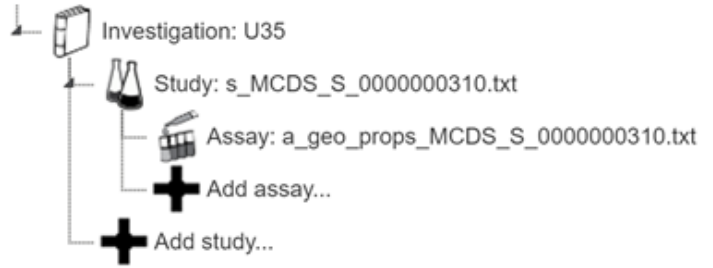 Investigation: U35
Study: s_MCDS_S_0000000310.txt
Assay: a_geo_props_MCDS_S_0000000310.txt
Add assay...
Add study...